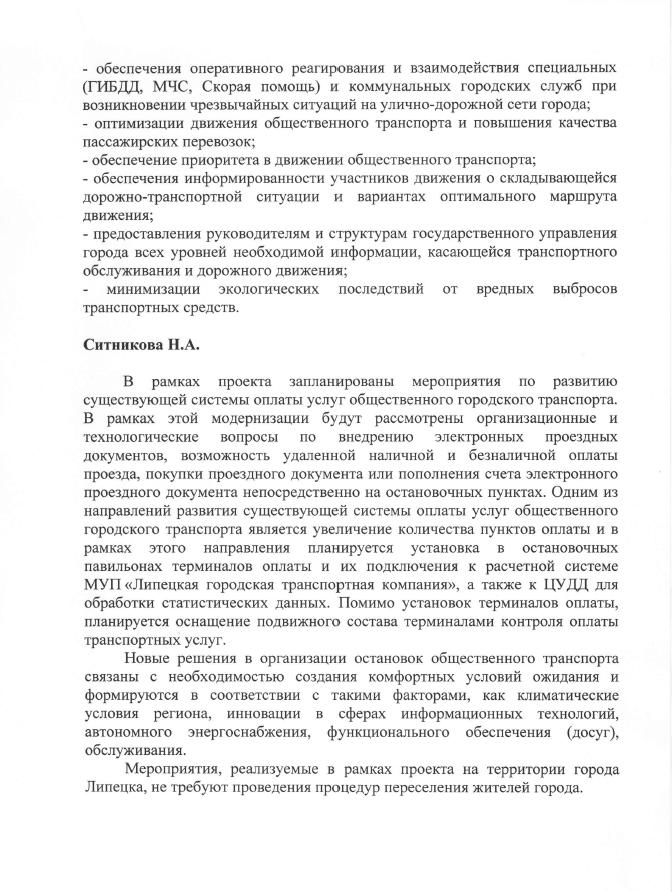 - обеспечения оперативного реагирования и взаимодействия специальных
(ГИБДД, МЧС, Скорая помощь) и коммунальных городских служб при
возникновении чрезвычайных ситуаций на улично-дорожной сети города;
- оптимизации движения общественного транспорта и повышения качества
пассажирских перевозок;
- обеспечение приоритета в движении общественного транспорта;
- обеспечения информированности участников движения о складывающейся
дорожно-транспортной ситуации и вариантах оптимального маршрута
движения;
- предоставления руководителям и структурам государственного управления
города всех уровней необходимой информации, касающейся транспортного
обслуживания и дорожного движения;
- минимизации экологических последствий от вредных выбросов
транспортных средств.
Ситникова Н.А.
В рамках проекта запланированы мероприятия по развитию
существующей системы оплаты услуг общественного городского транспорта.
В рамках этой модернизации будут рассмотрены организационные и
технологические вопросы по внедрению электронных проездных
документов, возможность удаленной наличной и безналичной оплаты
проезда, покупки проездного документа или пополнения счета электронного
проездного документа непосредственно на остановочных пунктах. Одним из
направлений развития существующей системы оплаты услуг общественного
городского транспорта является увеличение количества пунктов оплаты и в
рамках этого направления планируется установка в остановочных
павильонах терминалов оплаты и их подключения к расчетной системе
МУП «Липецкая городская транспортная компания», а также к ЦУДД для
обработки статистических данных. Помимо установок терминалов оплаты,
планируется оснащение подвижного состава терминалами контроля оплаты
транспортных услуг.
Новые решения в организации остановок общественного транспорта
связаны с необходимостью создания комфортных условий ожидания и
формируются в соответствии с такими факторами, как климатические
условия региона, инновации в сферах информационных технологий,
автономного энергоснабжения, функционального обеспечения (досуг),
обслуживания.
Мероприятия, реализуемые в рамках проекта на территории города
Липецка, не требуют проведения процедур переселения жителей города.